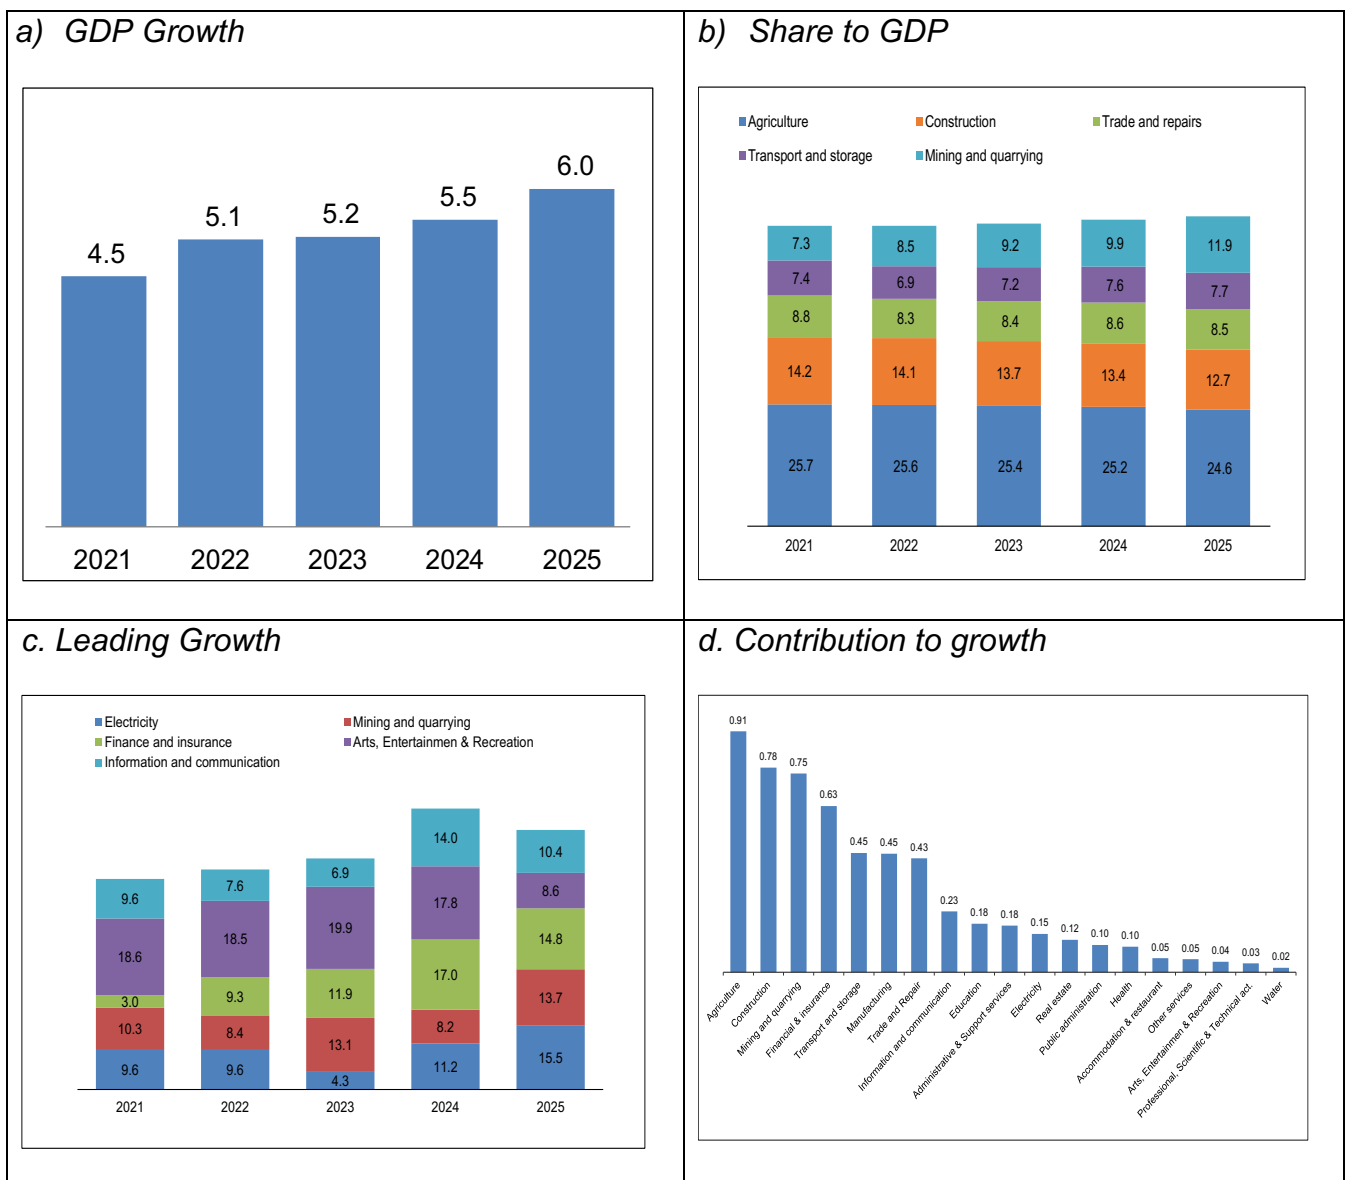 a) GDP Growth
4.5
5.1
5.2
5.5
6.0
2021 2022 2023 2024 2025
b) Share to GDP
Agriculture Construction Trade and repairs
Transport and storage Mining and quarrying
7.3 8.5 9.2 9.9 11.9
7.4 6.9 7.2 7.6 7.7
8.8 8.3 8.4 8.6 8.5
14.2 14.1 13.7 13.4 12.7
25.7 25.6 25.4 25.2 24.6
2021 2022 2023 2024 2025
c. Leading Growth
Electricity Mining and quarrying
Finance and insurance Arts, Entertainmen & Recreation
Information and communication
9.6 7.6 6.9 14.0 10.4
18.6 18.5 19.9 17.8 8.6
3.0 9.3 11.9 17.0 14.8
10.3 8.4 13.1 8.2 13.7
9.6 9.6 4.3 11.2 15.5
2021 2022 2023 2024 2025
d. Contribution to growth
0.91
0.78
0.75
0.63
0.45
0.45
0.43
0.23
0.18
0.18
0.15
0.12
0.10
0.10
0.05
0.05
0.04
0.03
0.02
Agriculture
Construction
Mining and quarrying
Financial & insurance
Transport and storage
Manufacturing
Trade and Repair
Information and communication
Education
Administrative & Support services
Electricity
Real estate
Public administration
Health
Accommodation & restaurant
Other services
Arts, Entertainmen & Recreation
Professional, Scientific & Technical act.
Water